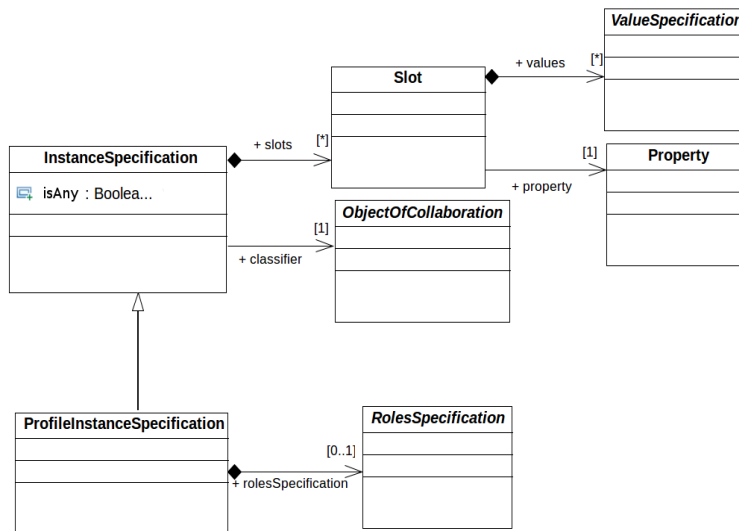 ValueSpecification
+ values
[*]
Slot
+ slots
[*]
InstanceSpecification
isAny : Boolea...
[1]
Property
+ property
ObjectOfCollaboration
[1]
+ classifier
ProfileInstanceSpecification
RolesSpecification
[0..1]
+ rolesSpecification